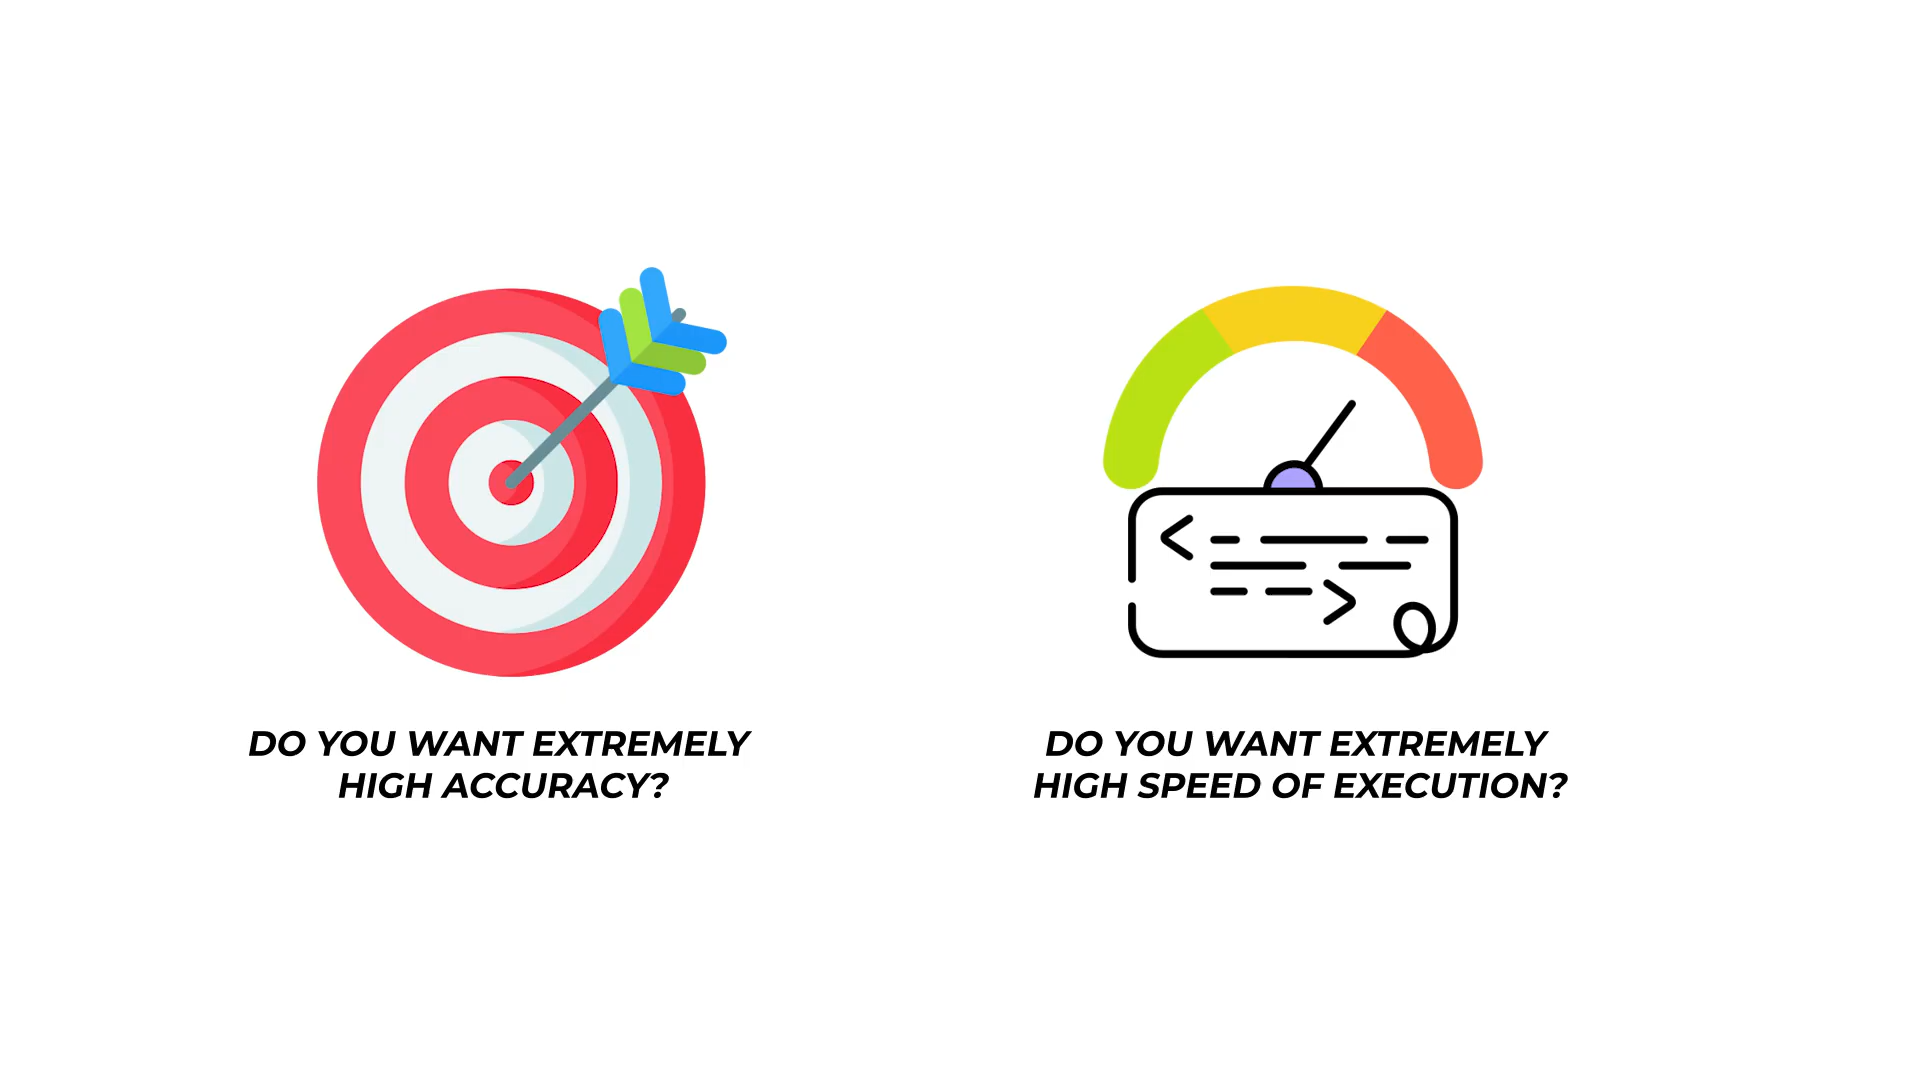 DO YOU WANT EXTREMELY
HIGH ACCURACY?
DO YOU WANT EXTREMELY
HIGH SPEED OF EXECUTION?